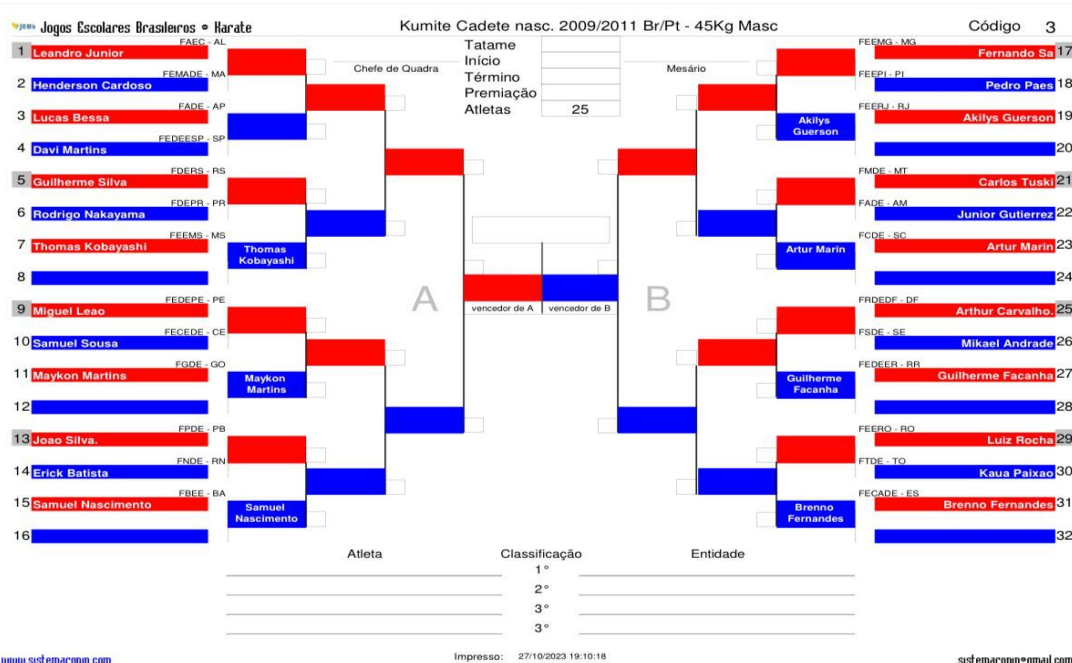 JEB's Jogos Escolares Brasileiros • Karate
Kumite Cadete nasc. 2009/2011 Br/Pt - 45Kg Masc
Código 3
Tatame
Início
Término
Premiação
Atletas 25
Chefe de Quadra
Mesário
FAEC - AL
1 Leandro Junior
FEMADE - MA
2 Henderson Cardoso
FADE - AP
3 Lucas Bessa
FEDEESP - SP
4 Davi Martins
FDERS - RS
5 Guilherme Silva
FDEPR - PR
6 Rodrigo Nakayama
FEEMS - MS
7 Thomas Kobayashi
8
Thomas
Kobayashi
FEDEPE - PE
9 Miguel Leao
FECEDE - CE
10 Samuel Sousa
FGDE - GO
11 Maykon Martins
12
Maykon
Martins
FPDE - PB
13 Joao Silva.
FNDE - RN
14 Erick Batista
FBEE - BA
15 Samuel Nascimento
16
Samuel
Nascimento
A
vencedor de A
vencedor de B
B
FEEMG - MG
Fernando Sa 17
FEEPI - PI
Pedro Paes 18
FEERJ - RJ
Akilys Guerson 19
20
Akilys
Guerson
FMDE - MT
Carlos Tuski 21
FADE - AM
Junior Gutierrez 22
FCDE - SC
Artur Marin 23
24
Artur Marin
FRDEDF - DF
Arthur Carvalho. 25
FSDE - SE
Mikael Andrade 26
FEDEER - RR
Guilherme Facanha 27
28
Guilherme
Facanha
FEERO - RO
Luiz Rocha 29
FTDE - TO
Kaua Paixao 30
FECADE - ES
Brenno Fernandes 31
32
Brenno
Fernandes
Atleta Classificação Entidade
1°
2°
3°
3°
www.sistemaconip.com
Impresso: 27/10/2023 19:10:18
sistemaconip@gmail.com